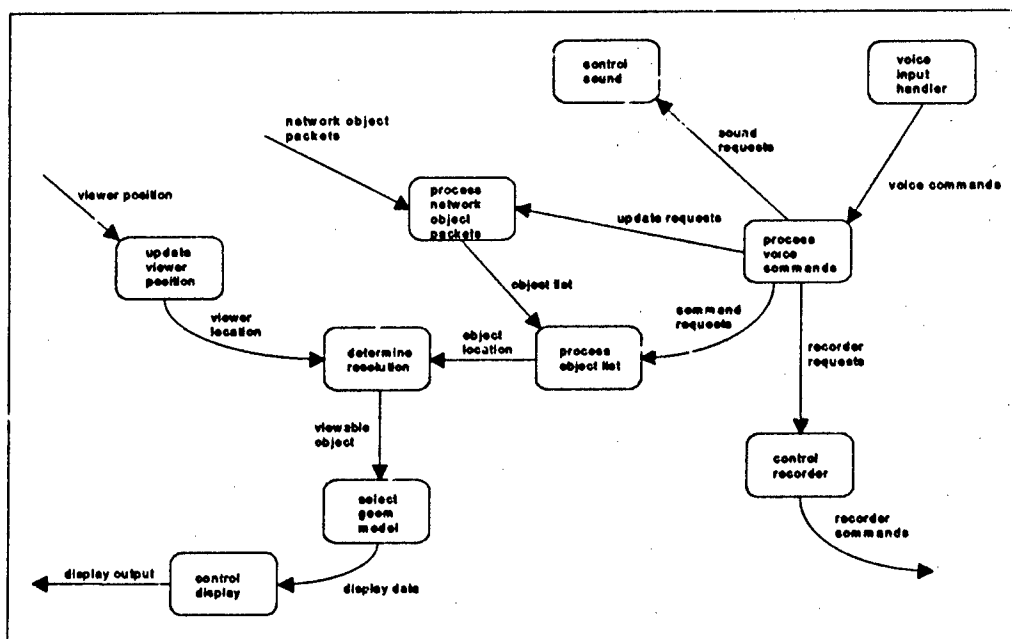 control
sound
voice
input
handler
network object
packets
sound
requests
viewer position
process
network
object
packets
voice commands
update requests
update
viewer
position
process
voice
commands
object list
viewer
location
command
requests
object
location
determine
resolution
process
object list
recorder
requests
viewable
object
control
recorder
select
geom
model
recorder
commands
display output
control
display
display data